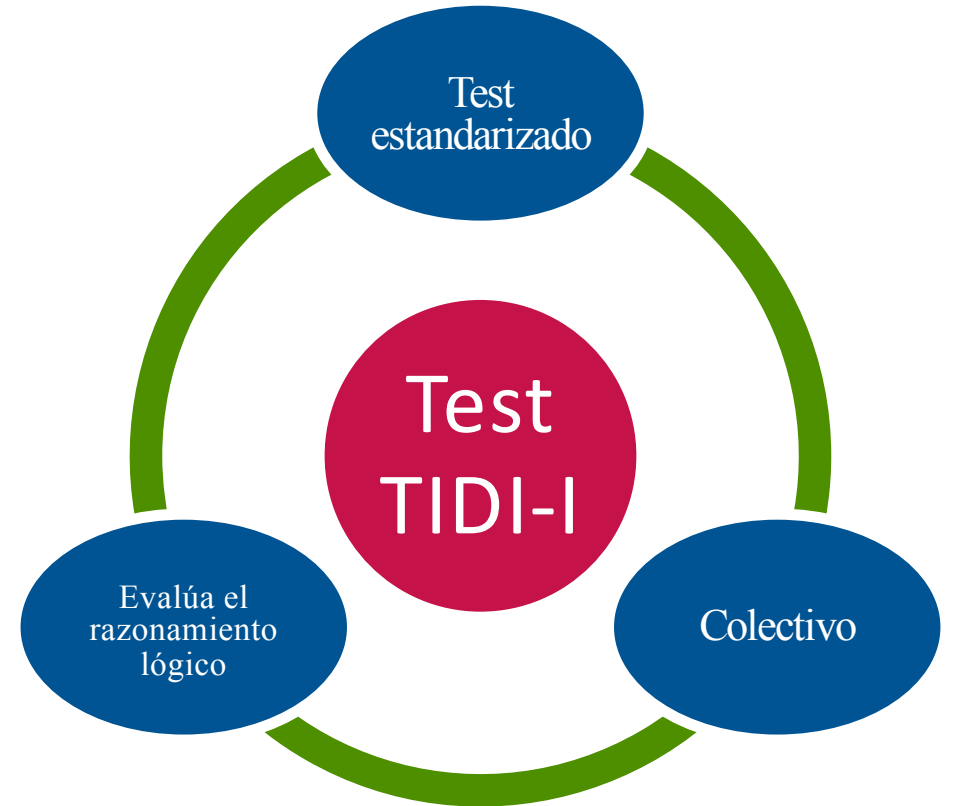 Test
estandarizado
Test
TIDI-I
Evalúa el
razonamiento
lógico
Colectivo